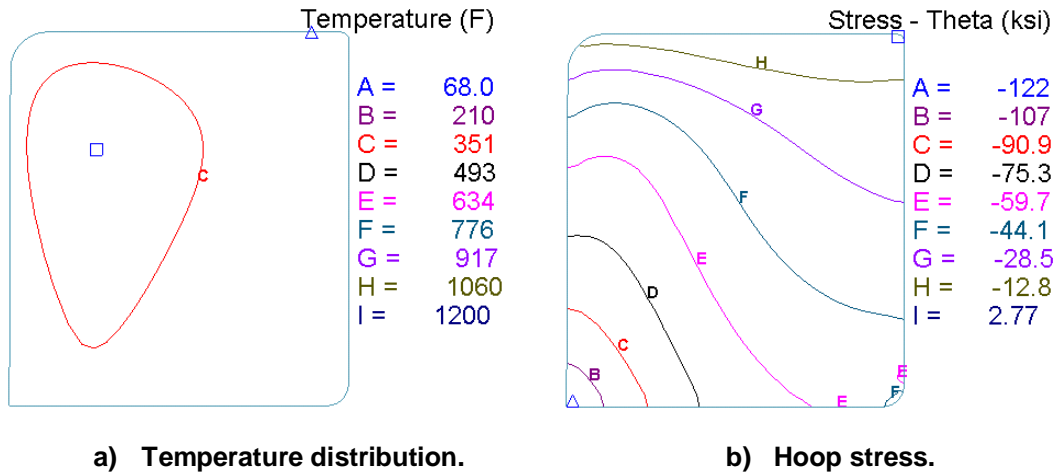 Temperature (F)
A = 68.0
B = 210
C = 351
D = 493
E = 634
F = 776
G = 917
H = 1060
I = 1200
C
a) Temperature distribution.
Stress - Theta (ksi)
A = -122
B = -107
C = -90.9
D = -75.3
E = -59.7
F = -44.1
G = -28.5
H = -12.8
I = 2.77
H
G
F
E
D
C
B
E
E
F
b) Hoop stress.